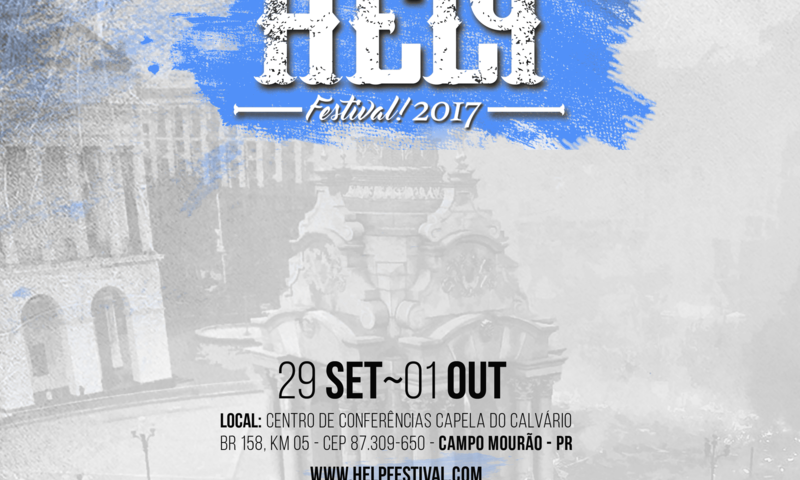 HELP
Festival! 2017
29 SET~01 OUT
LOCAL: CENTRO DE CONFERÊNCIAS CAPELA DO CALVÁRIO
BR 158, KM 05 - CEP 87.309-650 - CAMPO MOURÃO - PR
WWW.HELPFESTIVAL.COM